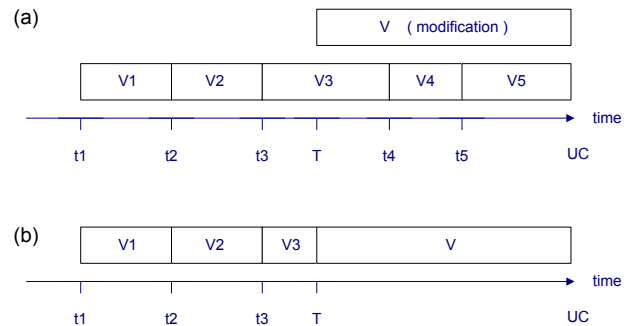 (a)
V ( modification )
V1 V2 V3 V4 V5
time
t1 t2 t3 T t4 t5 UC
(b)
V1 V2 V3 V
time
t1 t2 t3 T UC